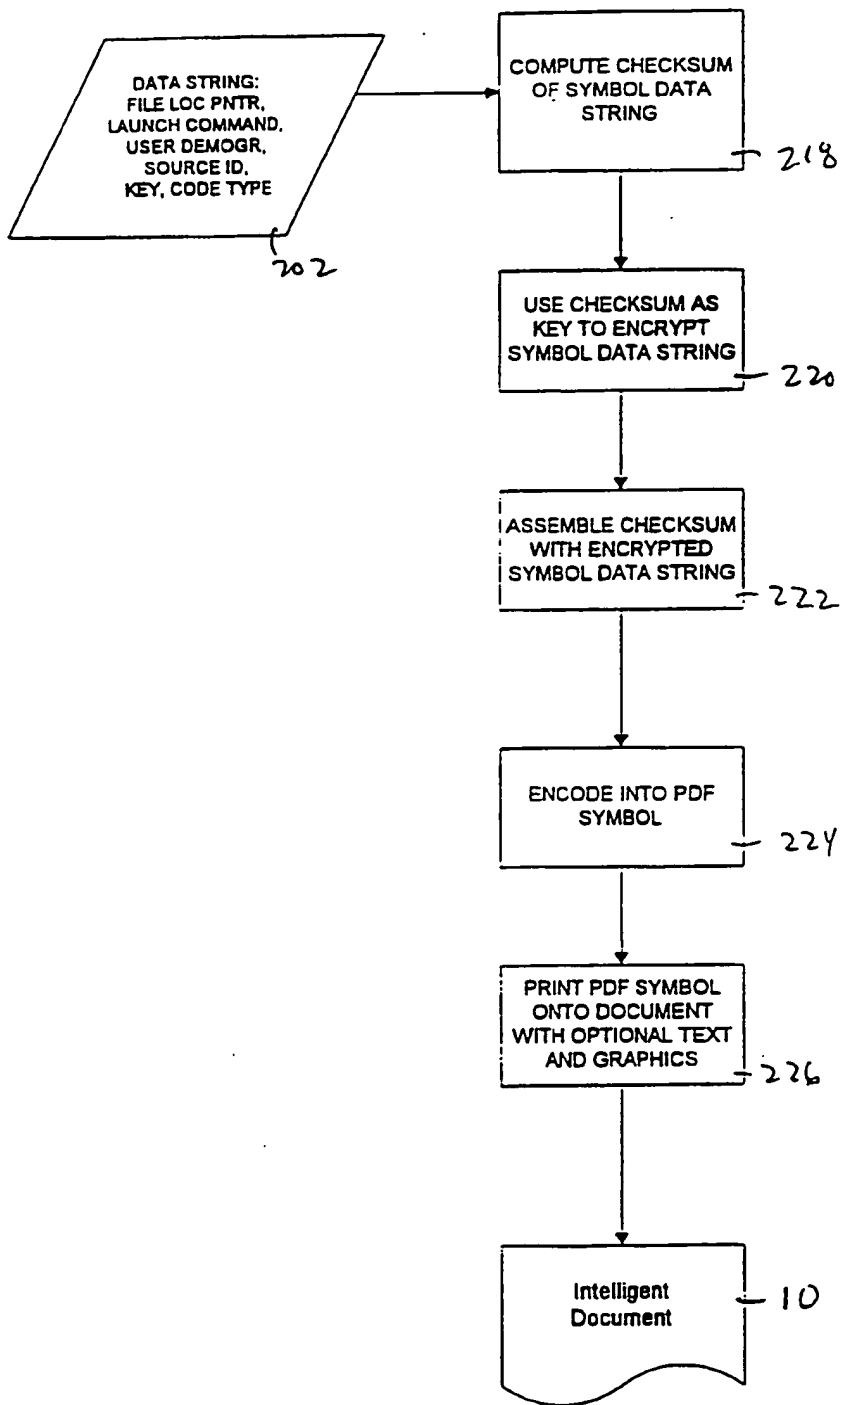 DATA STRING:
FILE LOC PNTR,
LAUNCH COMMAND,
USER DEMOGR,
SOURCE ID,
KEY, CODE TYPE
202
COMPUTE CHECKSUM
OF SYMBOL DATA
STRING
218
USE CHECKSUM AS
KEY TO ENCRYPT
SYMBOL DATA STRING
220
ASSEMBLE CHECKSUM
WITH ENCRYPTED
SYMBOL DATA STRING
222
ENCODE INTO PDF
SYMBOL
224
PRINT PDF SYMBOL
ONTO DOCUMENT
WITH OPTIONAL TEXT
AND GRAPHICS
226
Intelligent
Document
10